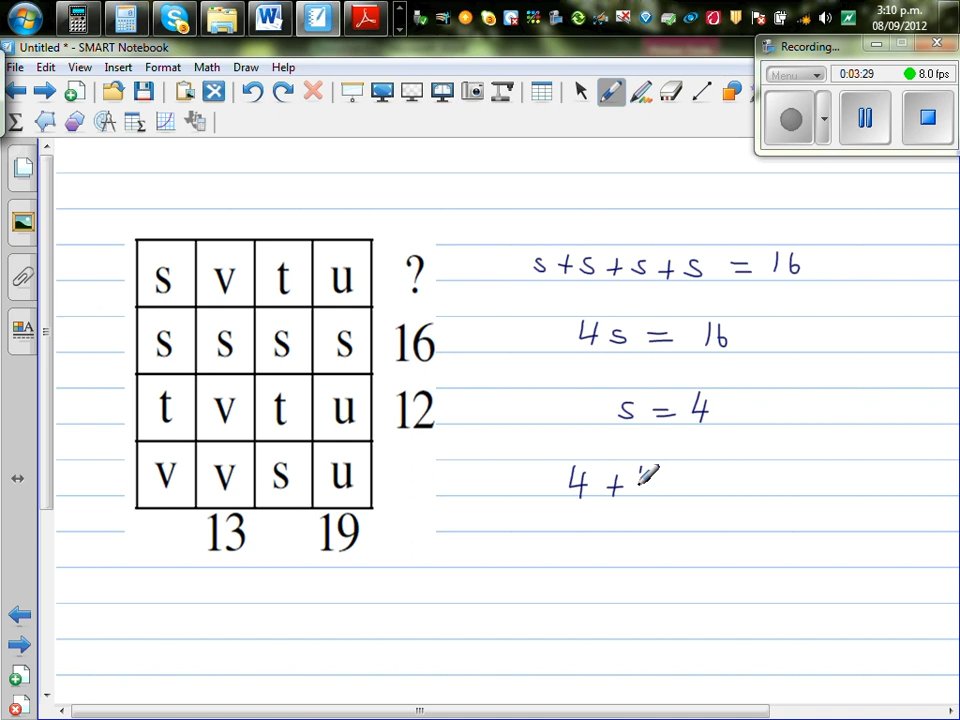 3:10 p.m.
08/09/2012
Untitled * - SMART Notebook
Recording...
File Edit View Insert Format Math Draw Help
Menu 0:03:29 8.0 fps
s v t u ?
s + s + s + s = 16
s s s s 16
4s = 16
t v t u 12
s = 4
v v s u
4 +
13 19